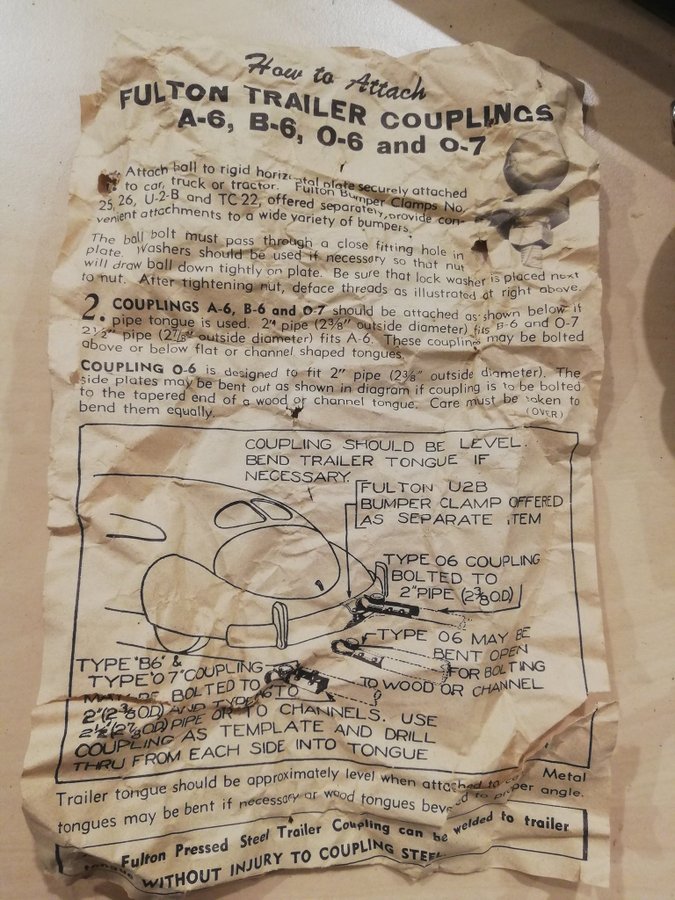 How to Attach
FULTON TRAILER COUPLINGS
A-6, B-6, O-6 and O-7
Attach ball to rigid horizontal plate securely attached
to car, truck or tractor. Fulton Bumper Clamps No.
25, 26, U-2-B and TC 22, offered separately, provide con-
venient attachments to a wide variety of bumpers.
The ball bolt must pass through a close fitting hole in
plate. Washers should be used if necessary so that nut
will draw ball down tightly on plate. Be sure that lock washer is placed next
to nut. After tightening nut, deface threads as illustrated at right above.
2. COUPLINGS A-6, B-6 and O-7 should be attached as shown below if
pipe tongue is used. 2" pipe (2⅜" outside diameter) fits B-6 and O-7
2½" pipe (2⅞" outside diameter) fits A-6. These couplings may be bolted
above or below flat or channel shaped tongues.
COUPLING O-6 is designed to fit 2" pipe (2⅜" outside diameter). The
side plates may be bent out as shown in diagram if coupling is to be bolted
to the tapered end of a wood or channel tongue. Care must be taken to
bend them equally.
(OVER)
COUPLING SHOULD BE LEVEL.
BEND TRAILER TONGUE IF
NECESSARY.
FULTON U2B
BUMPER CLAMP OFFERED
AS SEPARATE ITEM
TYPE 06 COUPLING
BOLTED TO
2" PIPE (2⅜ O.D)
TYPE 06 MAY BE
BENT OPEN
FOR BOLTING
TO WOOD OR CHANNEL
TYPE "B6" &
TYPE "O7" COUPLING
MAY BE BOLTED TO
2" (2⅜ O.D) AND TYPE TO
2½" (2⅞ O.D) PIPE OR TO CHANNELS. USE
COUPLING AS TEMPLATE AND DRILL
THRU FROM EACH SIDE INTO TONGUE
Trailer tongue should be approximately level when attached to Metal
tongues may be bent if necessary or wood tongues beveled to proper angle.
Fulton Pressed Steel Trailer Coupling can be welded to trailer
tongue WITHOUT INJURY TO COUPLING STEEL